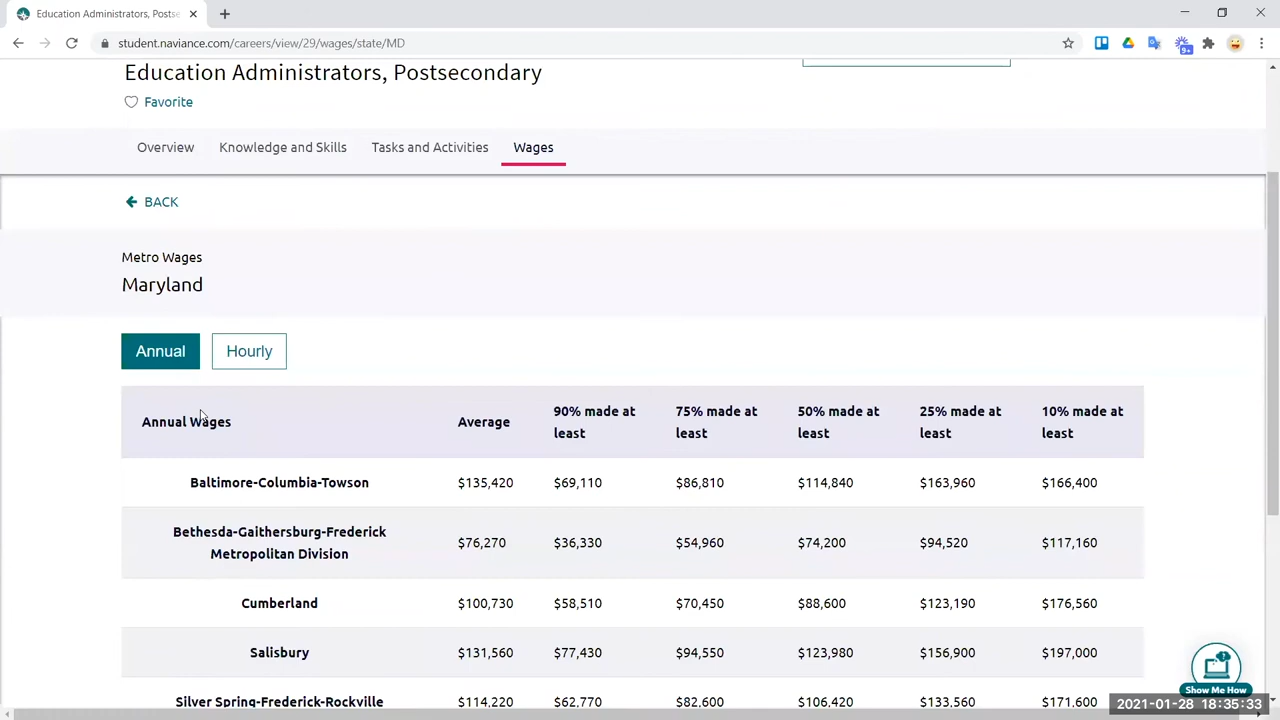 Education Administrators, Postse
student.naviance.com/careers/view/29/wages/state/MD
9+
Education Administrators, Postsecondary
Favorite
Overview Knowledge and Skills Tasks and Activities Wages
BACK
Metro Wages
Maryland
Annual Hourly
Annual Wages Average 90% made at least 75% made at least 50% made at least 25% made at least 10% made at least
Baltimore-Columbia-Towson $135,420 $69,110 $86,810 $114,840 $163,960 $166,400
Bethesda-Gaithersburg-Frederick Metropolitan Division $76,270 $36,330 $54,960 $74,200 $94,520 $117,160
Cumberland $100,730 $58,510 $70,450 $88,600 $123,190 $176,560
Salisbury $131,560 $77,430 $94,550 $123,980 $156,900 $197,000
Silver Spring-Frederick-Rockville $114,220 $62,770 $82,600 $106,420 $133,560 $171,600
Show Me How
2021-01-28 18:35:33